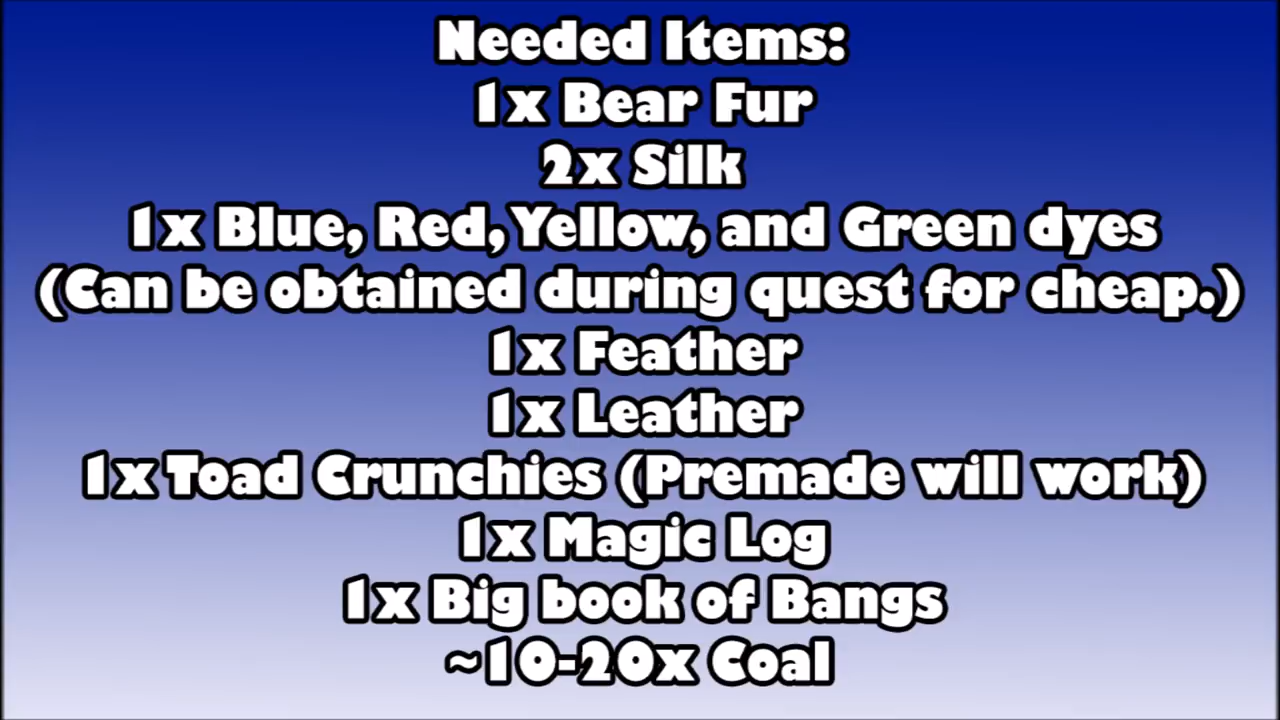 Needed Items:
1x Bear Fur
2x Silk
1x Blue, Red, Yellow, and Green dyes
(Can be obtained during quest for cheap.)
1x Feather
1x Leather
1x Toad Crunchies (Premade will work)
1x Magic Log
1x Big book of Bangs
~10-20x Coal